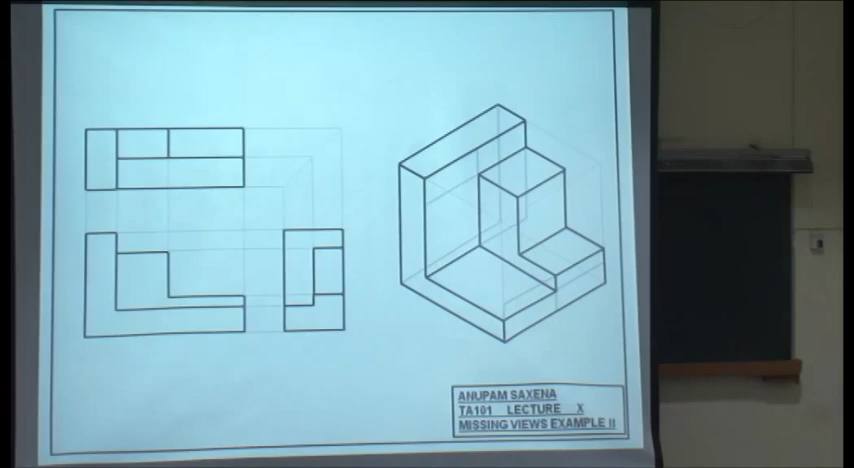 ANUPAM SAXENA
TA101 LECTURE X
MISSING VIEWS EXAMPLE II